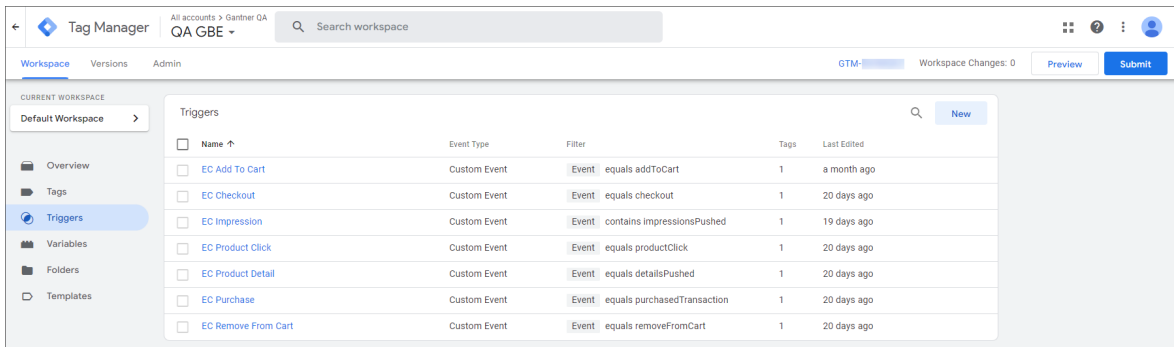 Tag Manager
All accounts > Gantner QA
QA GBE
Search workspace
Workspace Versions Admin
GTM- Workspace Changes: 0 Preview Submit
CURRENT WORKSPACE
Default Workspace
Overview
Tags
Triggers
Variables
Folders
Templates
Triggers New
Name Event Type Filter Tags Last Edited
EC Add To Cart Custom Event Event equals addToCart 1 a month ago
EC Checkout Custom Event Event equals checkout 1 20 days ago
EC Impression Custom Event Event contains impressionsPushed 1 19 days ago
EC Product Click Custom Event Event equals productClick 1 20 days ago
EC Product Detail Custom Event Event equals detailsPushed 1 20 days ago
EC Purchase Custom Event Event equals purchasedTransaction 1 20 days ago
EC Remove From Cart Custom Event Event equals removeFromCart 1 20 days ago